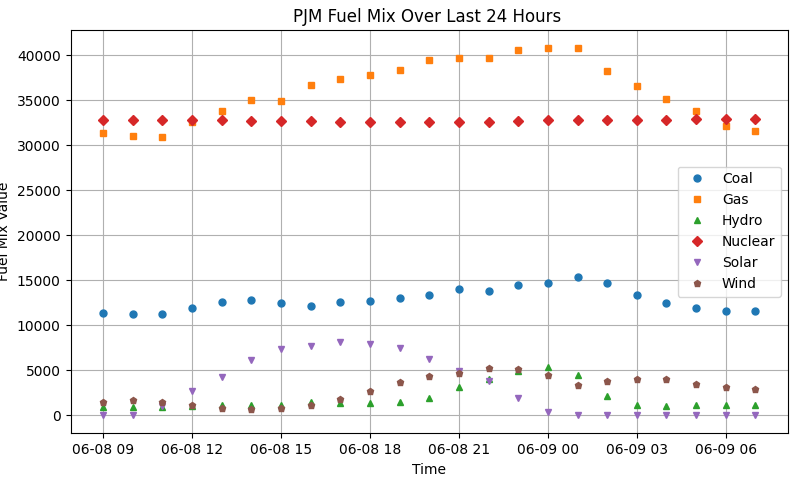 PJM Fuel Mix Over Last 24 Hours
40000
35000
30000
25000
20000
15000
10000
5000
0
Fuel Mix Value
Coal
Gas
Hydro
Nuclear
Solar
Wind
06-08 09 06-08 12 06-08 15 06-08 18 06-08 21 06-09 00 06-09 03 06-09 06
Time